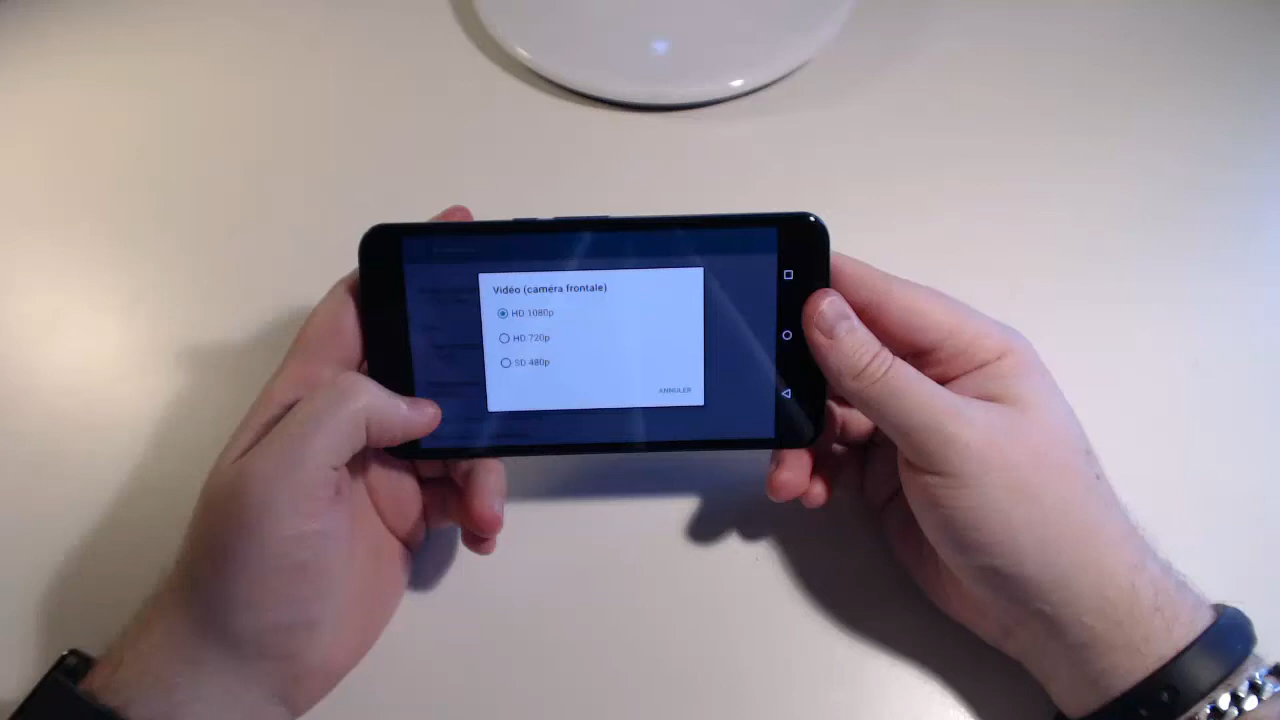 Vidéo (caméra frontale)
HD 1080p
HD 720p
SD 480p
ANNULER